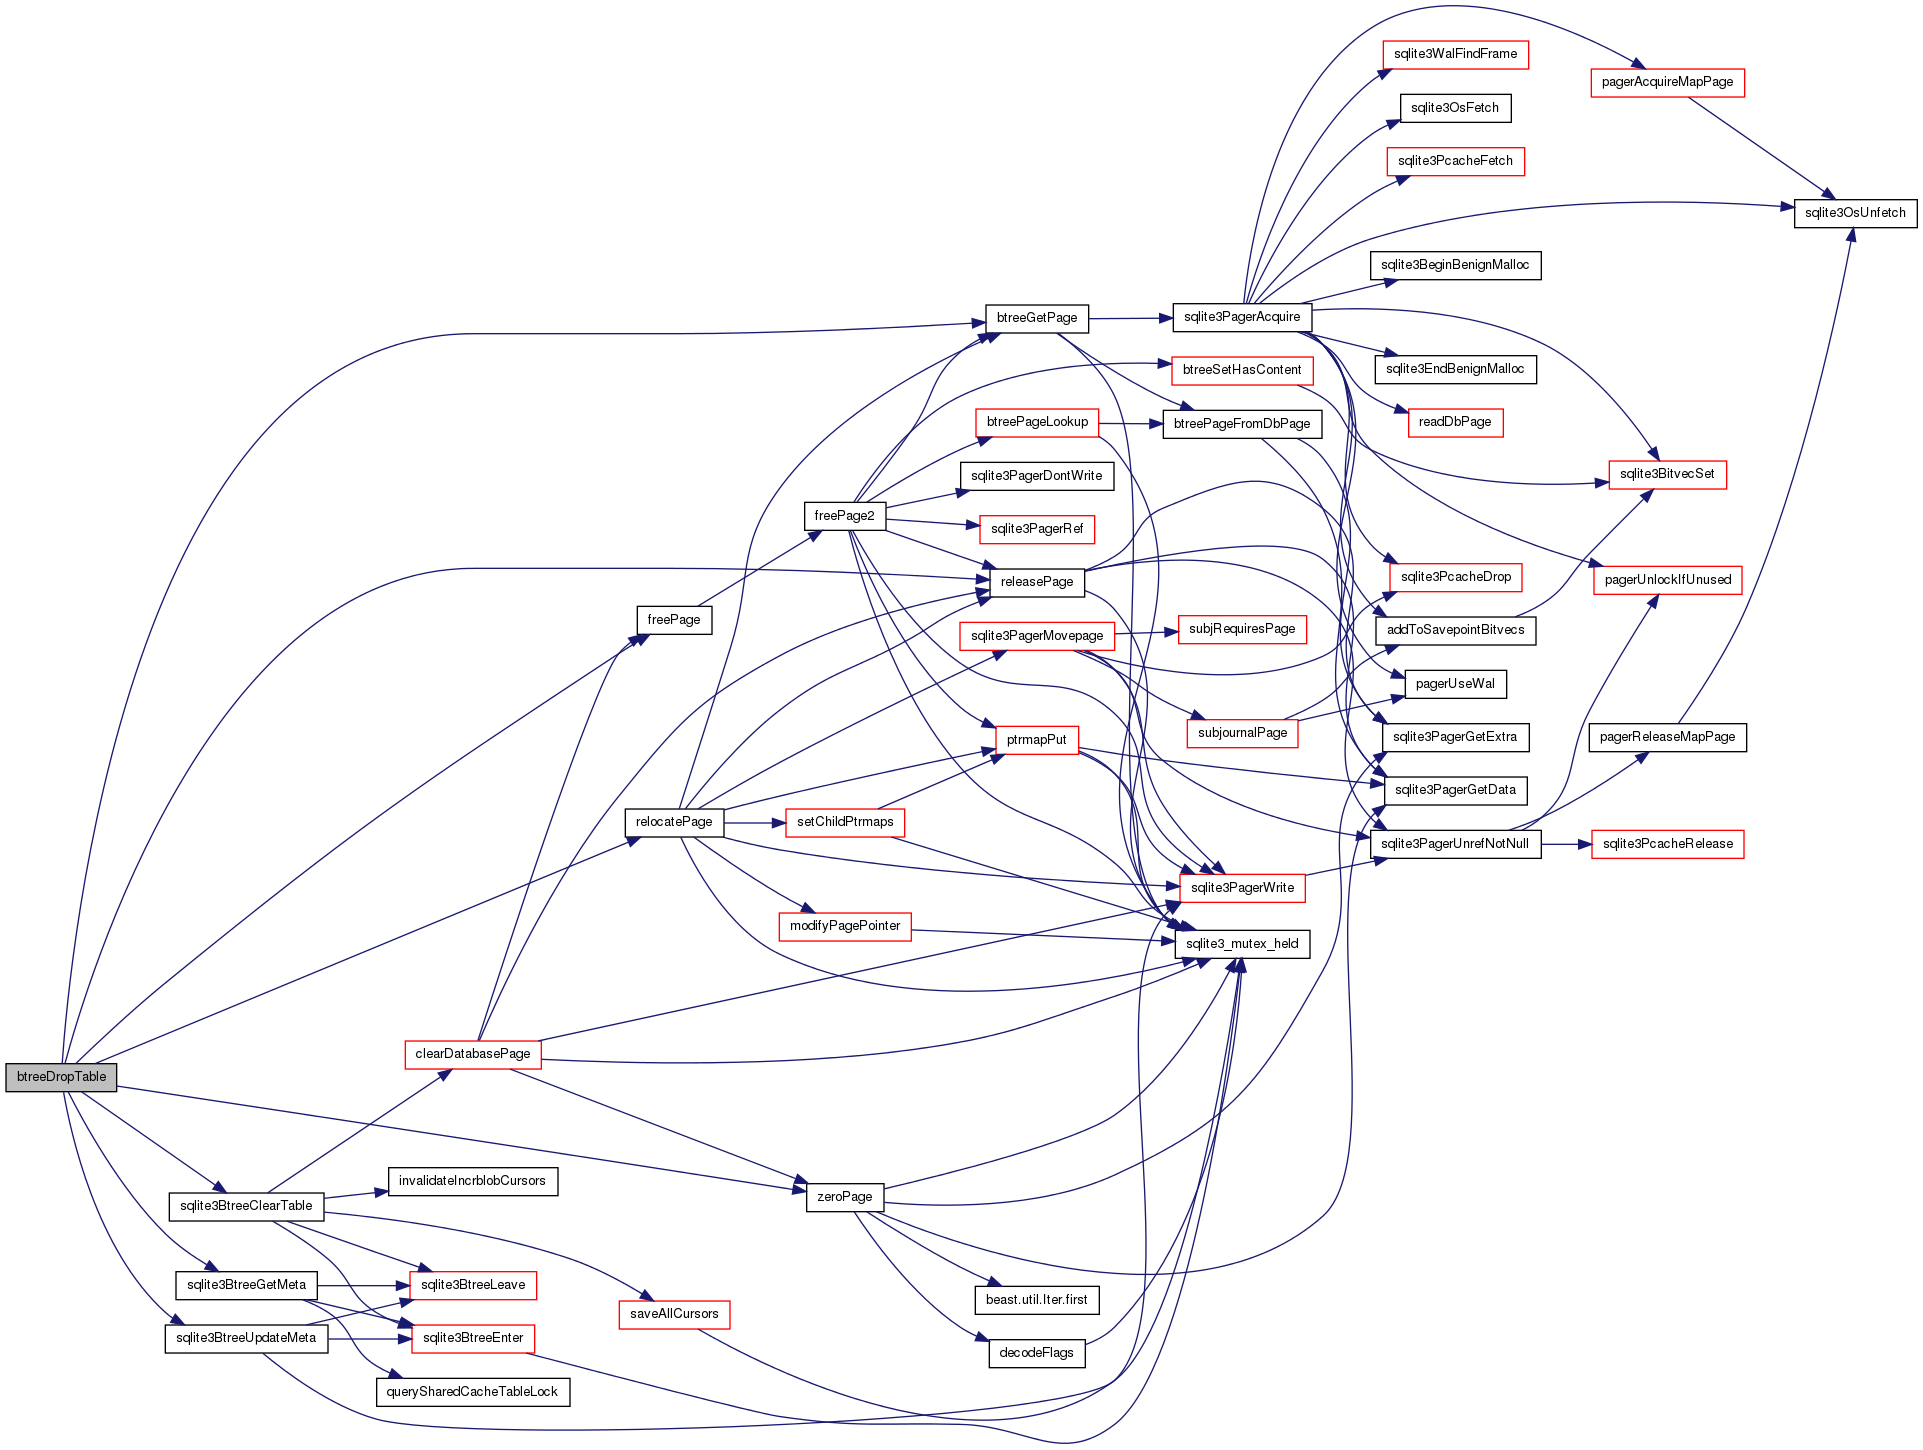 sqlite3WalFindFrame
pagerAcquireMapPage
sqlite3OsFetch
sqlite3PcacheFetch
sqlite3OsUnfetch
sqlite3BeginBenignMalloc
btreeGetPage
sqlite3PagerAcquire
btreeSetHasContent
sqlite3EndBenignMalloc
btreePageLookup
btreePageFromDbPage
readDbPage
sqlite3PagerDontWrite
sqlite3BitvecSet
freePage2
sqlite3PagerRef
releasePage
sqlite3PcacheDrop
pagerUnlockIfUnused
freePage
sqlite3PagerMovepage
subjRequiresPage
addToSavepointBitvecs
pagerUseWal
ptrmapPut
subjournalPage
sqlite3PagerGetExtra
pagerReleaseMapPage
sqlite3PagerGetData
relocatePage
setChildPtrmaps
sqlite3PagerUnrefNotNull
sqlite3PcacheRelease
sqlite3PagerWrite
modifyPagePointer
sqlite3_mutex_held
clearDatabasePage
btreeDropTable
invalidateIncrblobCursors
zeroPage
sqlite3BtreeClearTable
sqlite3BtreeGetMeta
sqlite3BtreeLeave
beast.util.Iter.first
saveAllCursors
sqlite3BtreeUpdateMeta
sqlite3BtreeEnter
decodeFlags
querySharedCacheTableLock